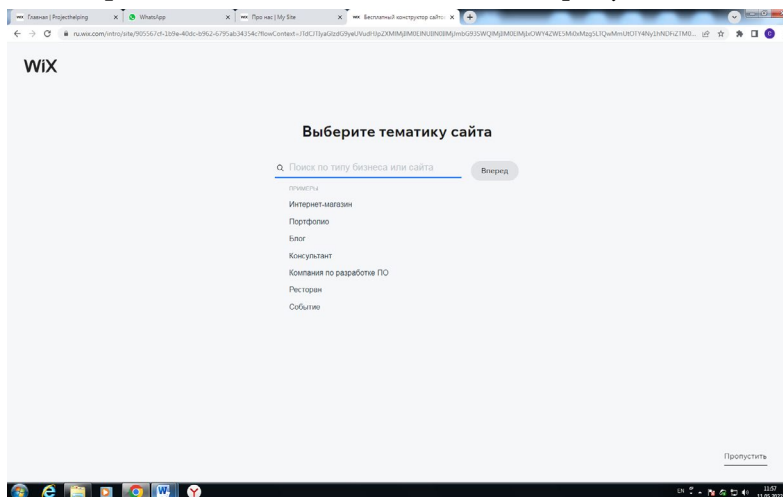 Главная | Projecthelping
WhatsApp
Про нас | My Site
Бесплатный конструктор сайто
WiX
Выберите тематику сайта
Поиск по типу бизнеса или сайта
Вперед
ПРИМЕРЫ
Интернет-магазин
Портфолио
Блог
Консультант
Компания по разработке ПО
Ресторан
Событие
Пропустить
EN
11:57